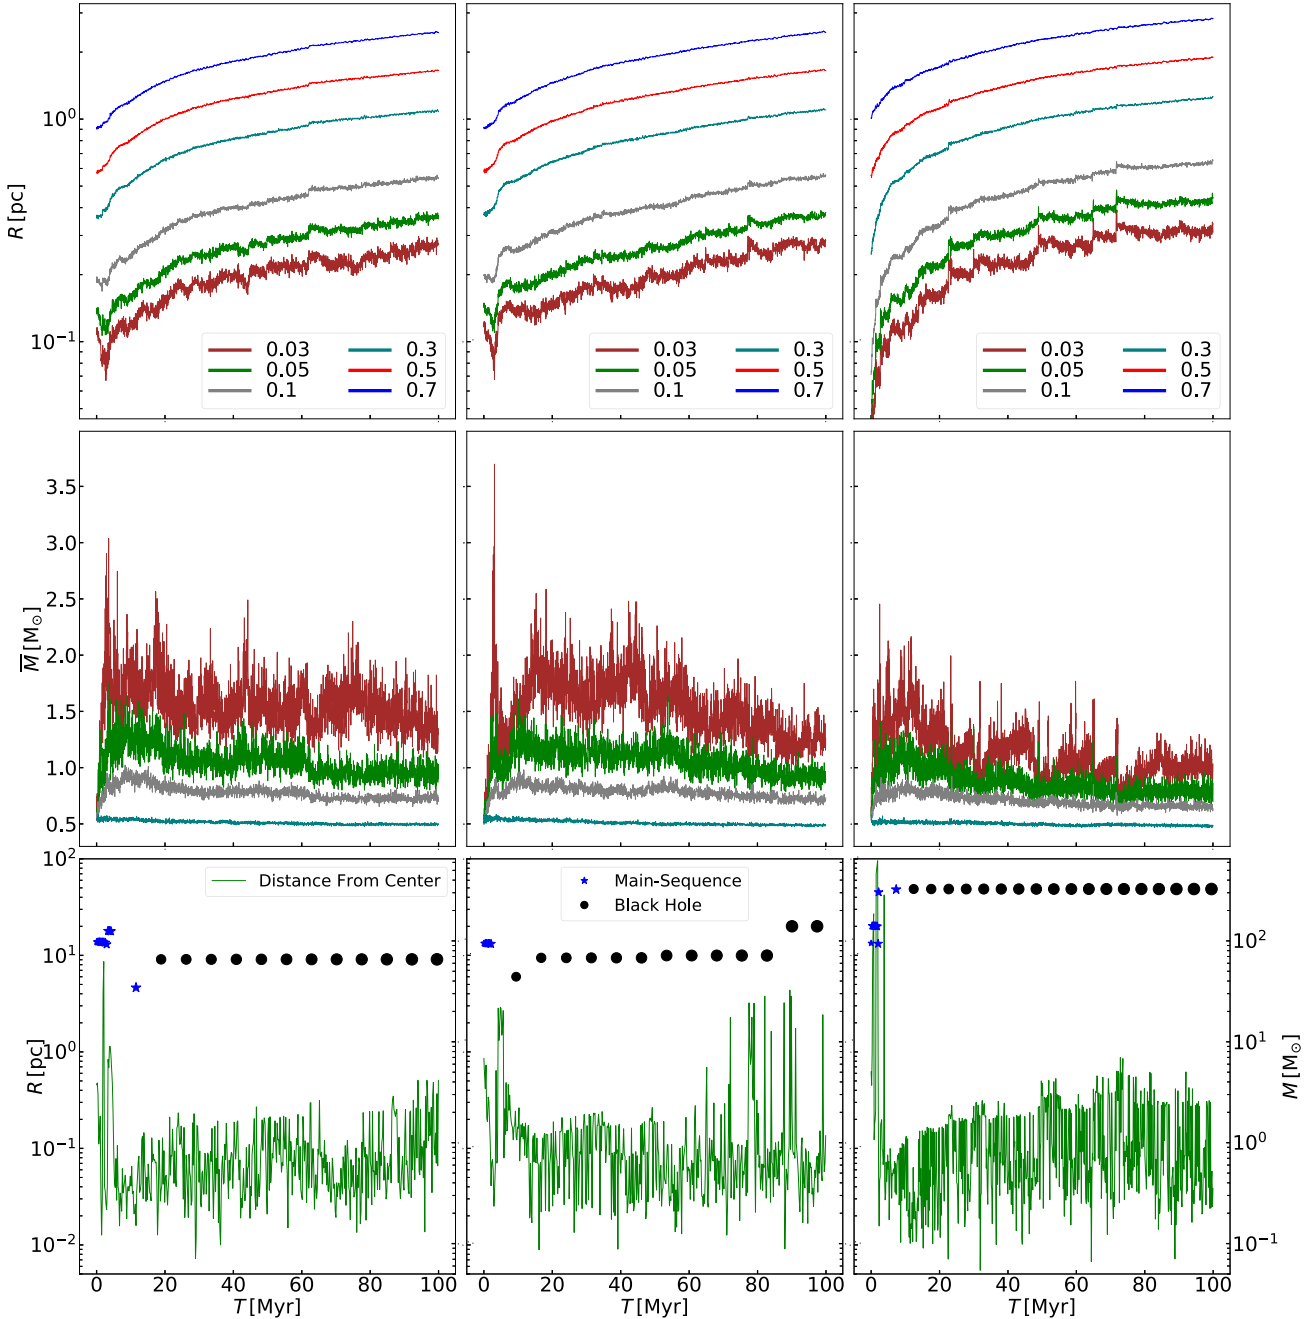 R [pc]
10⁰
10⁻¹
0.03 0.3
0.05 0.5
0.1 0.7
0.03 0.3
0.05 0.5
0.1 0.7
0.03 0.3
0.05 0.5
0.1 0.7
M̅ [M⊙]
3.5
3.0
2.5
2.0
1.5
1.0
0.5
R [pc]
10²
10¹
10⁰
10⁻¹
10⁻²
Distance From Center
Main-Sequence
Black Hole
10²
10¹
10⁰
10⁻¹
M [M⊙]
0 20 40 60 80 100
0 20 40 60 80 100
0 20 40 60 80 100
T [Myr]
T [Myr]
T [Myr]